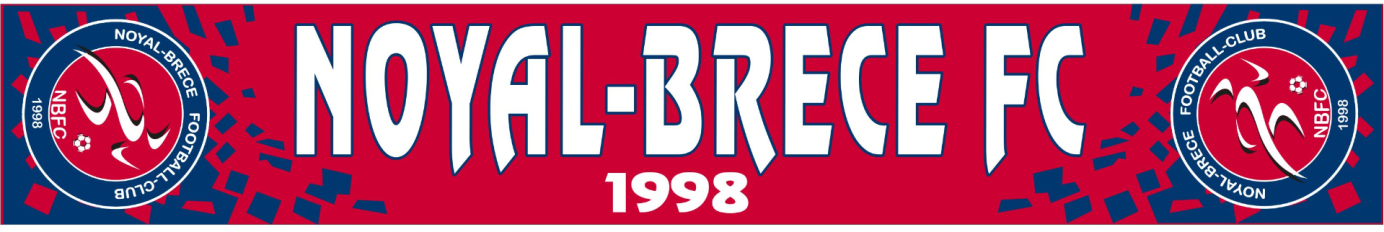 NOYAL-BRECE FOOTBALL-CLUB
NBFC
1998
NOYAL-BRECE FC
1998
NOYAL-BRECE FOOTBALL-CLUB
NBFC
1998